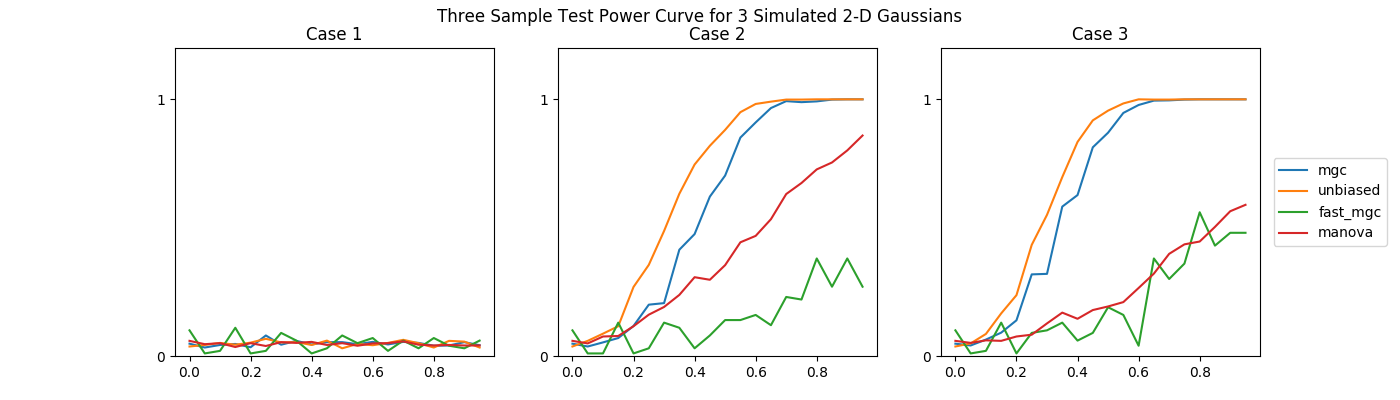 Three Sample Test Power Curve for 3 Simulated 2-D Gaussians
Case 1
Case 2
Case 3
1
0
0.0 0.2 0.4 0.6 0.8
1
0
0.0 0.2 0.4 0.6 0.8
1
0
0.0 0.2 0.4 0.6 0.8
mgc
unbiased
fast_mgc
manova